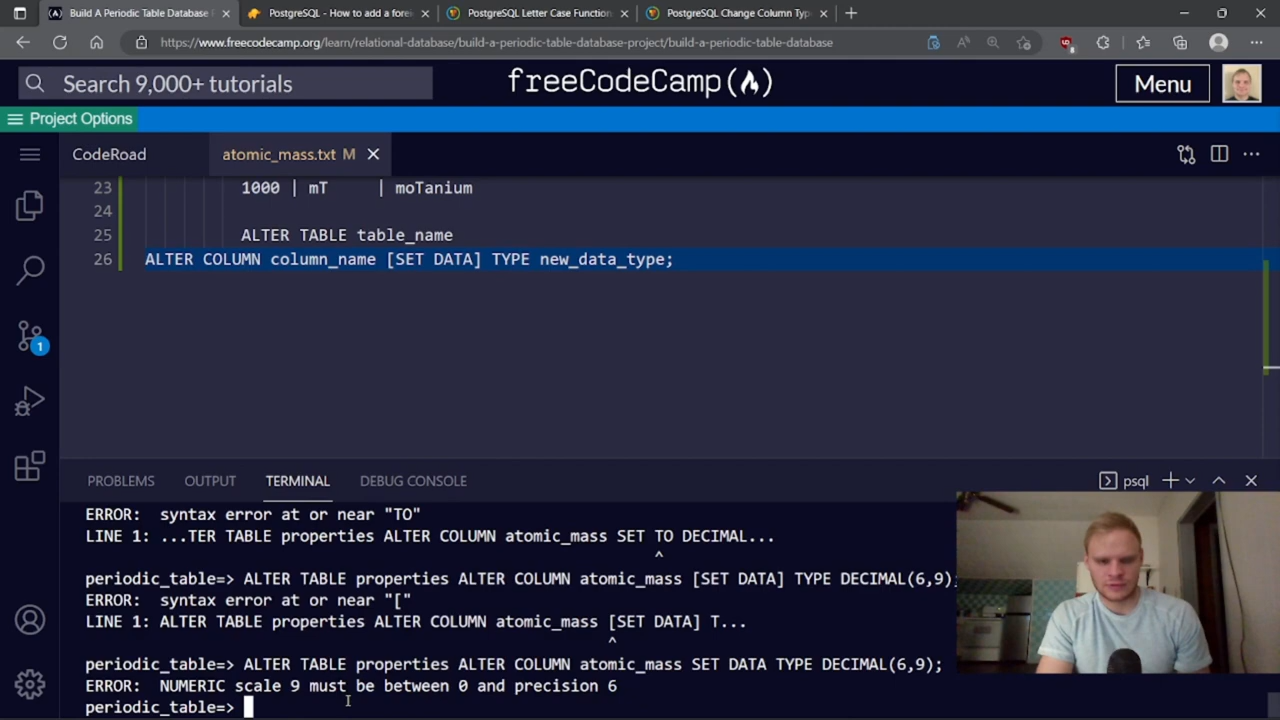 Build A Periodic Table Database P
PostgreSQL - How to add a forei
PostgreSQL Letter Case Function
PostgreSQL Change Column Typ
https://www.freecodecamp.org/learn/relational-database/build-a-periodic-table-database-project/build-a-periodic-table-database
Search 9,000+ tutorials
freeCodeCamp
Menu
Project Options
CodeRoad
atomic_mass.txt M
23 1000 | mT | moTanium
24
25 ALTER TABLE table_name
26 ALTER COLUMN column_name [SET DATA] TYPE new_data_type;
1
PROBLEMS OUTPUT TERMINAL DEBUG CONSOLE
psql
ERROR: syntax error at or near "TO"
LINE 1: ...TER TABLE properties ALTER COLUMN atomic_mass SET TO DECIMAL...
^
periodic_table=> ALTER TABLE properties ALTER COLUMN atomic_mass [SET DATA] TYPE DECIMAL(6,9);
ERROR: syntax error at or near "["
LINE 1: ALTER TABLE properties ALTER COLUMN atomic_mass [SET DATA] T...
^
periodic_table=> ALTER TABLE properties ALTER COLUMN atomic_mass SET DATA TYPE DECIMAL(6,9);
ERROR: NUMERIC scale 9 must be between 0 and precision 6
periodic_table=>